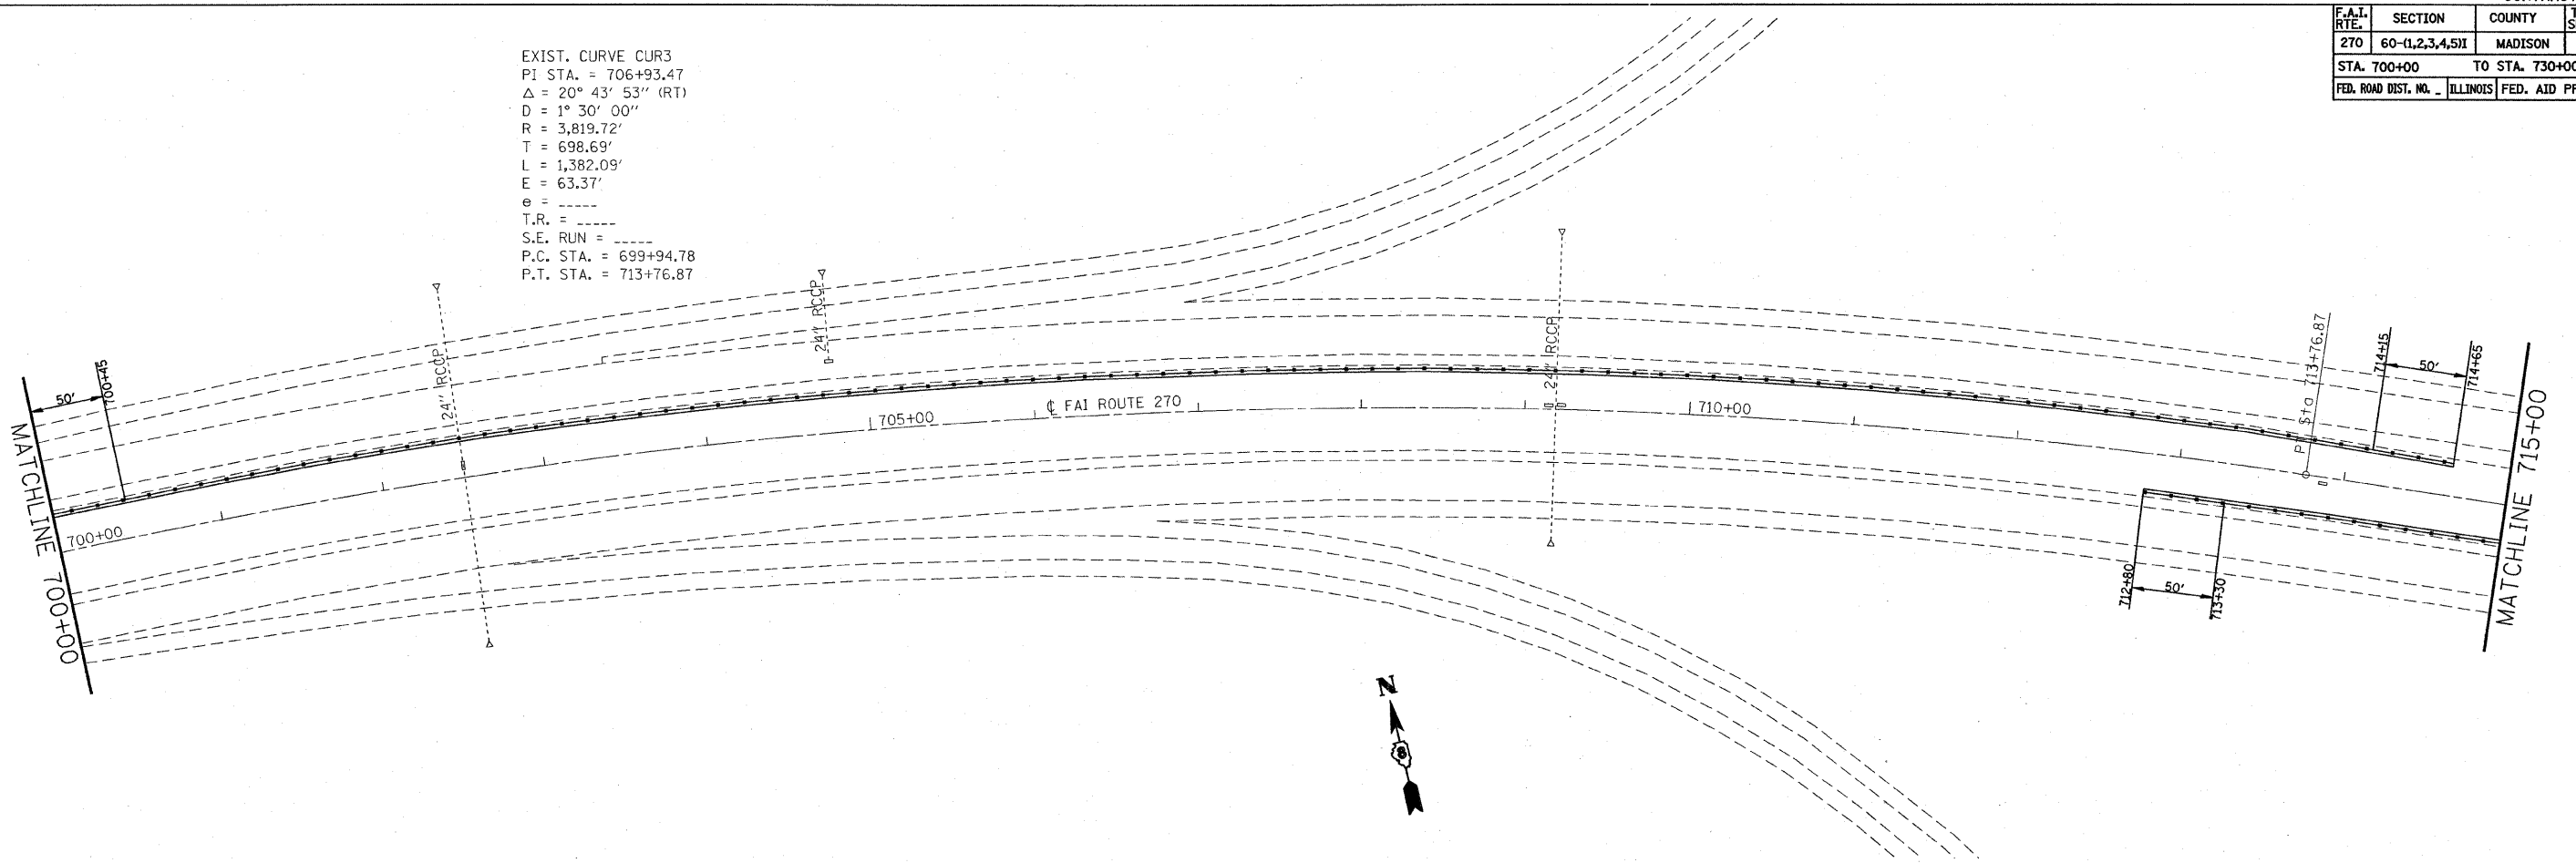 F.A.I. RTE. SECTION COUNTY
270 60-(1,2,3,4,5)I MADISON
STA. 700+00 TO STA. 730+00
FED. ROAD DIST. NO. _ ILLINOIS FED. AID
EXIST. CURVE CUR3
PI STA. = 706+93.47
Δ = 20° 43' 53" (RT)
D = 1° 30' 00"
R = 3,819.72'
T = 698.69'
L = 1,382.09'
E = 63.37'
e = _____
T.R. = _____
S.E. RUN = _____
P.C. STA. = 699+94.78
P.T. STA. = 713+76.87
MATCHLINE 700+00
50'
700+45
700+00
24" RCCP
24" RCCP
705+00
℄ FAI ROUTE 270
24" RCCP
710+00
Sta 713+76.87
714+15
50'
714+65
712+80
50'
713+30
MATCHLINE 715+00
N